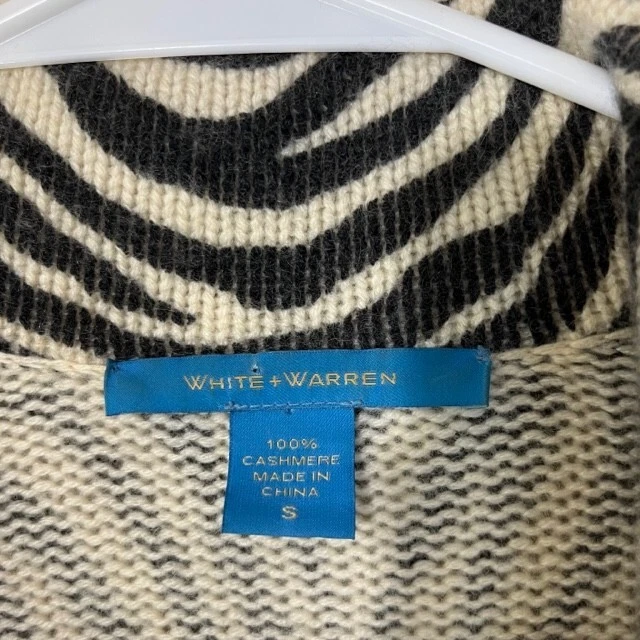 WHITE + WARREN
100%
CASHMERE
MADE IN
CHINA
S